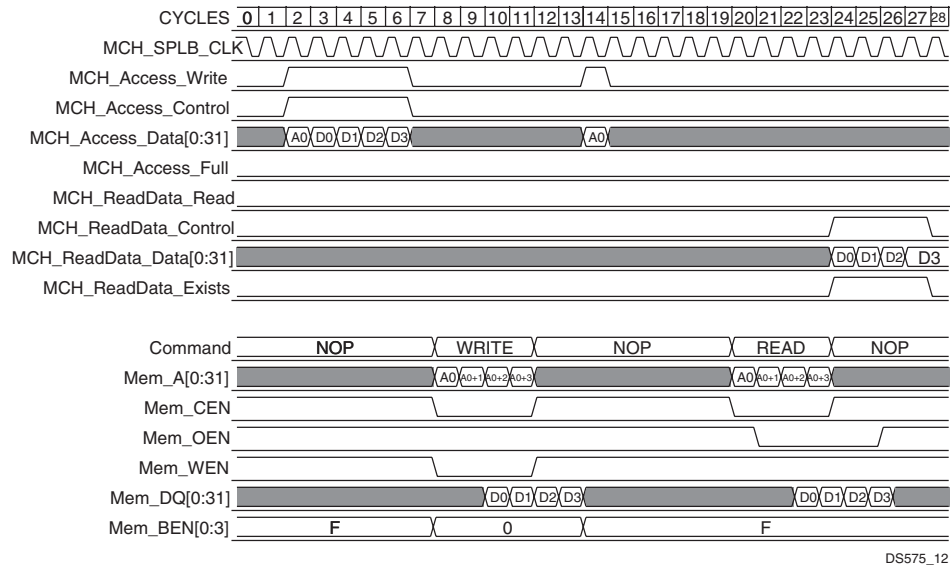 CYCLES 0 1 2 3 4 5 6 7 8 9 10 11 12 13 14 15 16 17 18 19 20 21 22 23 24 25 26 27 28
MCH_SPLB_CLK
MCH_Access_Write
MCH_Access_Control
MCH_Access_Data[0:31] A0 D0 D1 D2 D3 A0
MCH_Access_Full
MCH_ReadData_Read
MCH_ReadData_Control
MCH_ReadData_Data[0:31] D0 D1 D2 D3
MCH_ReadData_Exists
Command NOP WRITE NOP READ NOP
Mem_A[0:31] A0 A0+1 A0+2 A0+3 A0 A0+1 A0+2 A0+3
Mem_CEN
Mem_OEN
Mem_WEN
Mem_DQ[0:31] D0 D1 D2 D3 D0 D1 D2 D3
Mem_BEN[0:3] F 0 F
DS575_12